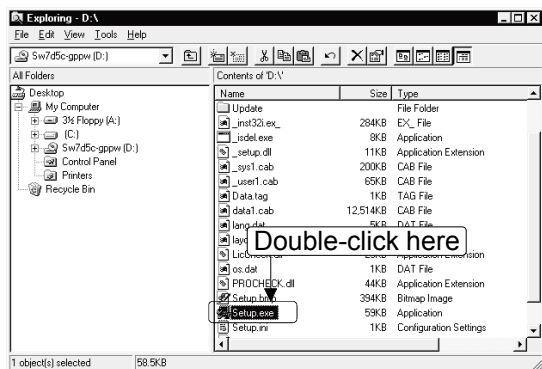 Exploring - D:\
File Edit View Tools Help
Sw7d5c-gppw (D:)
All Folders
Contents of 'D:\'
Desktop
My Computer
3½ Floppy (A:)
(C:)
Sw7d5c-gppw (D:)
Control Panel
Printers
Recycle Bin
Name Size Type
Update File Folder
_inst32i.ex_ 284KB EX_ File
_isdel.exe 8KB Application
_setup.dll 11KB Application Extension
_sys1.cab 200KB CAB File
_user1.cab 65KB CAB File
Data.tag 1KB TAG File
data1.cab 12,514KB CAB File
lang.dat 5KB DAT File
Double-click here
os.dat 1KB DAT File
PROCHECK.dll 44KB Application Extension
Setup.bmp 394KB Bitmap Image
Setup.exe 59KB Application
Setup.ini 1KB Configuration Settings
1 object(s) selected 58.5KB